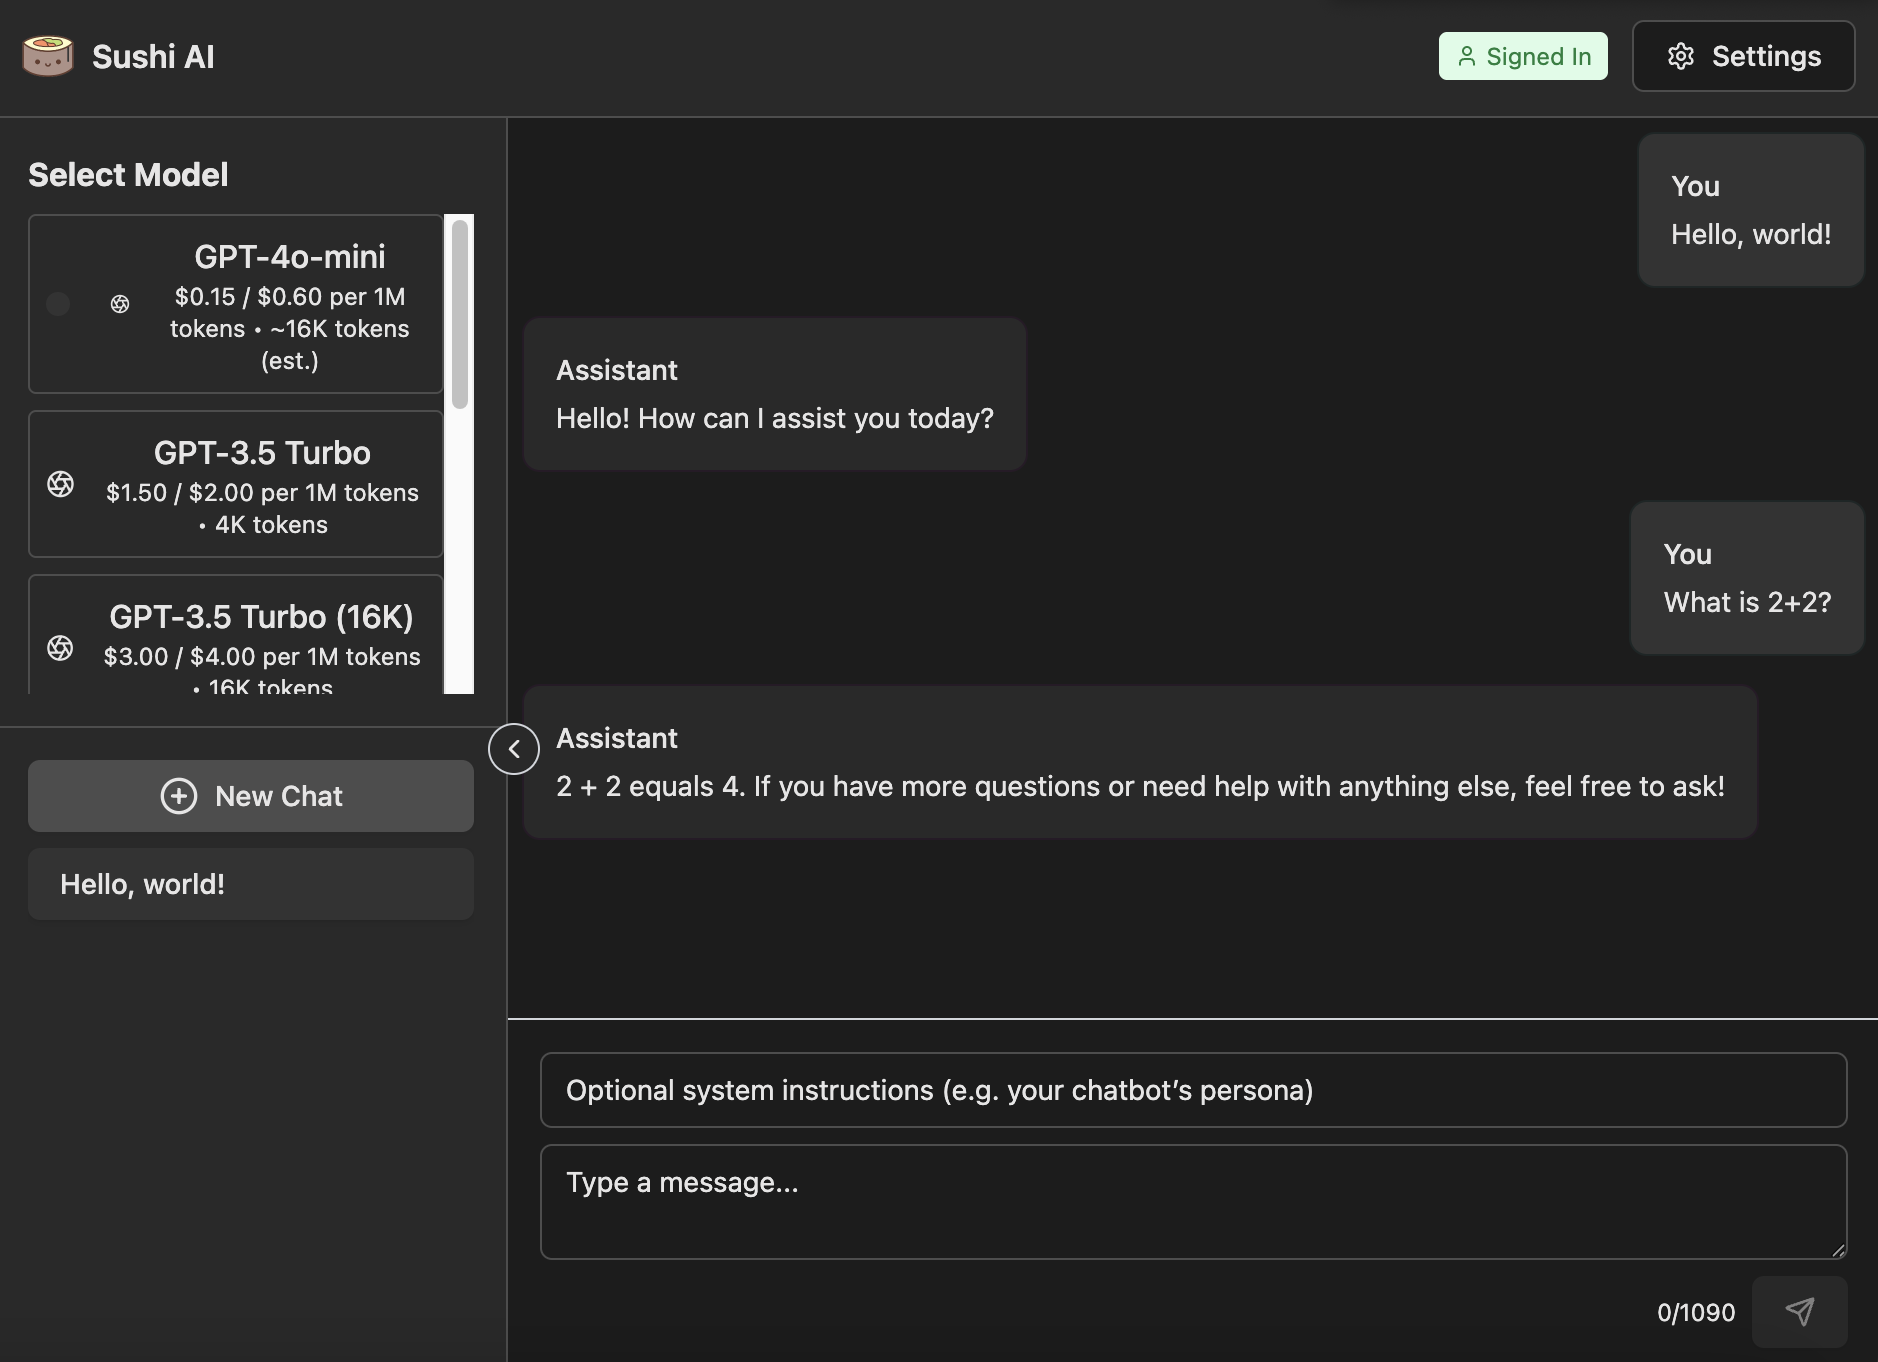 Sushi AI
Signed In
Settings
Select Model
GPT-4o-mini
$0.15 / $0.60 per 1M
tokens • ~16K tokens
(est.)
GPT-3.5 Turbo
$1.50 / $2.00 per 1M tokens
• 4K tokens
GPT-3.5 Turbo (16K)
$3.00 / $4.00 per 1M tokens
• 16K tokens
New Chat
Hello, world!
You
Hello, world!
Assistant
Hello! How can I assist you today?
You
What is 2+2?
Assistant
2 + 2 equals 4. If you have more questions or need help with anything else, feel free to ask!
Optional system instructions (e.g. your chatbot’s persona)
Type a message...
0/1090